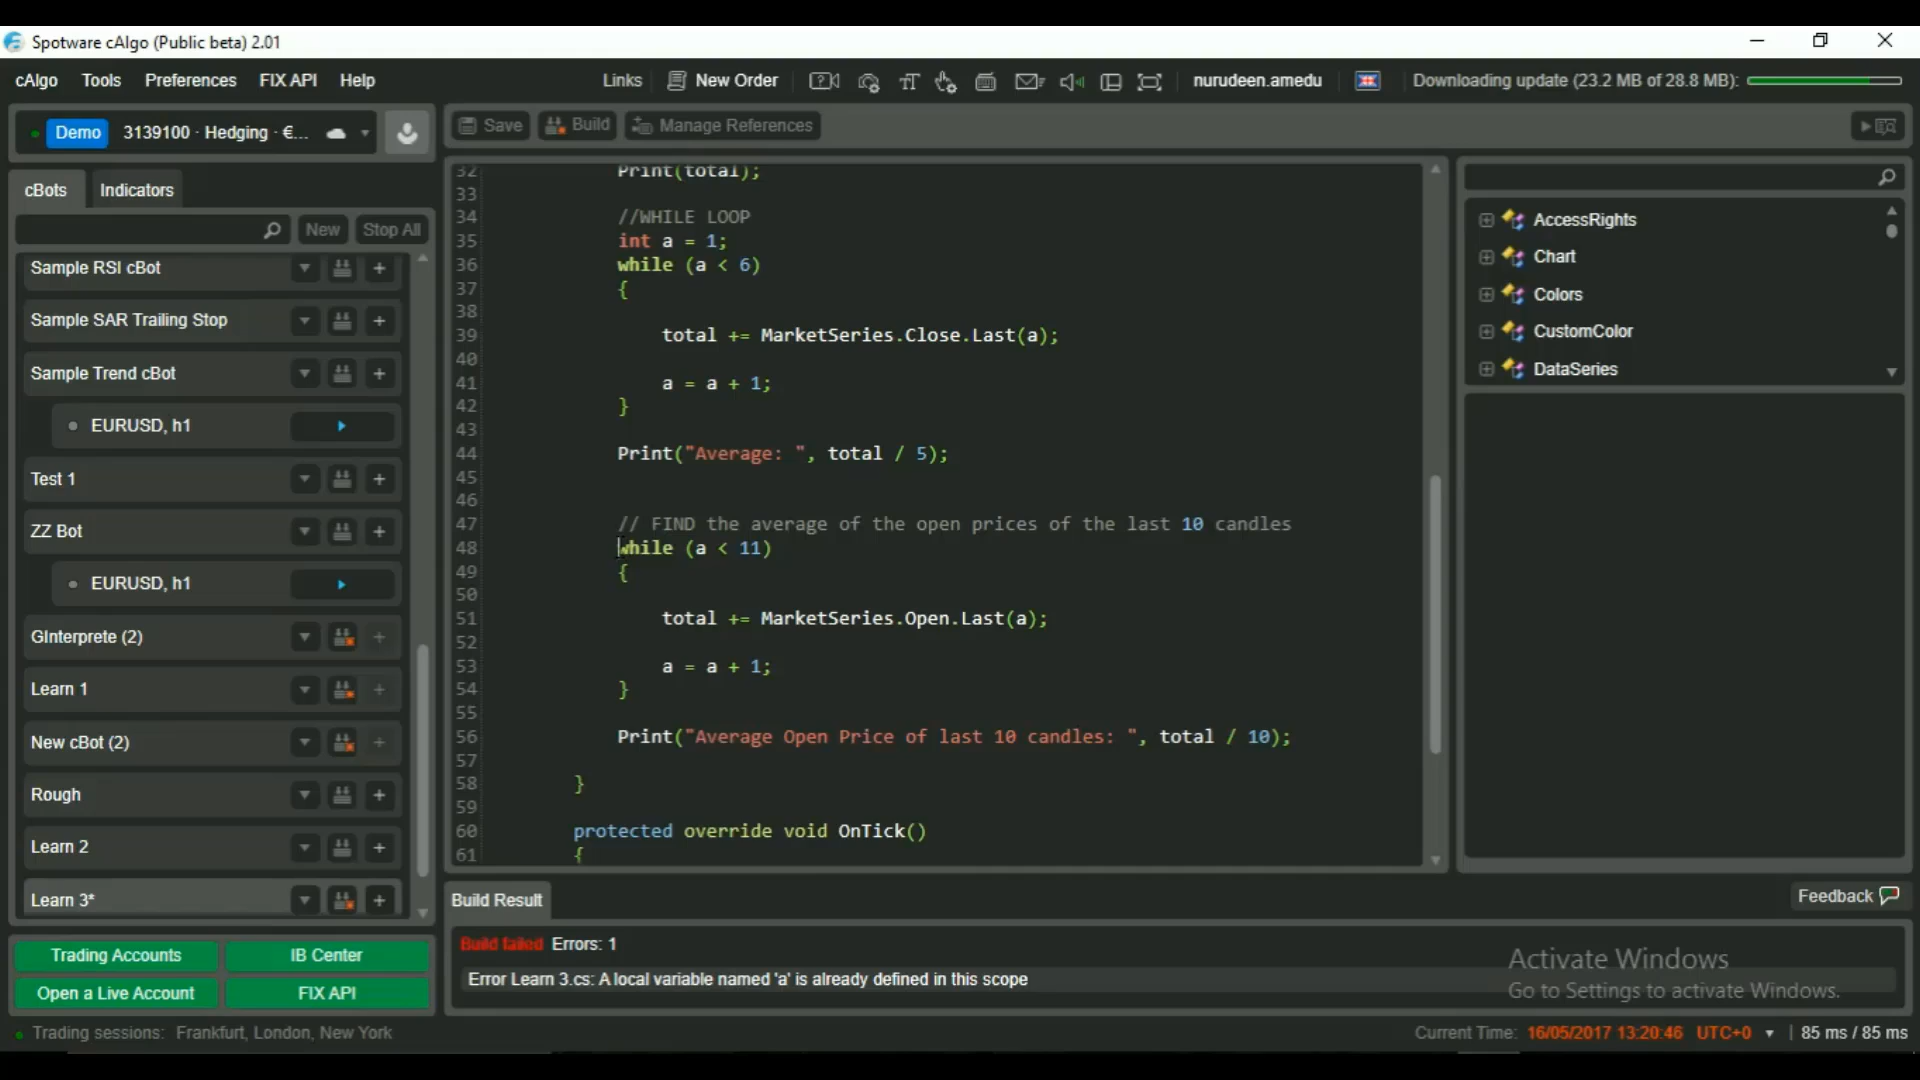 Spotware cAlgo (Public beta) 2.01
cAlgo Tools Preferences FIX API Help Links New Order nurudeen.amedu Downloading update (23.2 MB of 28.8 MB):
Demo 3139100 · Hedging · €...
Save Build Manage References
cBots Indicators
New Stop All
Sample RSI cBot
Sample SAR Trailing Stop
Sample Trend cBot
EURUSD, h1
Test 1
ZZ Bot
EURUSD, h1
GInterprete (2)
Learn 1
New cBot (2)
Rough
Learn 2
Learn 3*
Trading Accounts IB Center
Open a Live Account FIX API
32 Print(total);
33
34 //WHILE LOOP
35 int a = 1;
36 while (a < 6)
37 {
38
39 total += MarketSeries.Close.Last(a);
40
41 a = a + 1;
42 }
43
44 Print("Average: ", total / 5);
45
46
47 // FIND the average of the open prices of the last 10 candles
48 while (a < 11)
49 {
50
51 total += MarketSeries.Open.Last(a);
52
53 a = a + 1;
54 }
55
56 Print("Average Open Price of last 10 candles: ", total / 10);
57
58 }
59
60 protected override void OnTick()
61 {
AccessRights
Chart
Colors
CustomColor
DataSeries
Build Result
Feedback
Build failed Errors: 1
Error Learn 3.cs: A local variable named 'a' is already defined in this scope
Activate Windows
Go to Settings to activate Windows.
Trading sessions: Frankfurt, London, New York
Current Time: 16/05/2017 13:20:46 UTC+0 | 85 ms / 85 ms